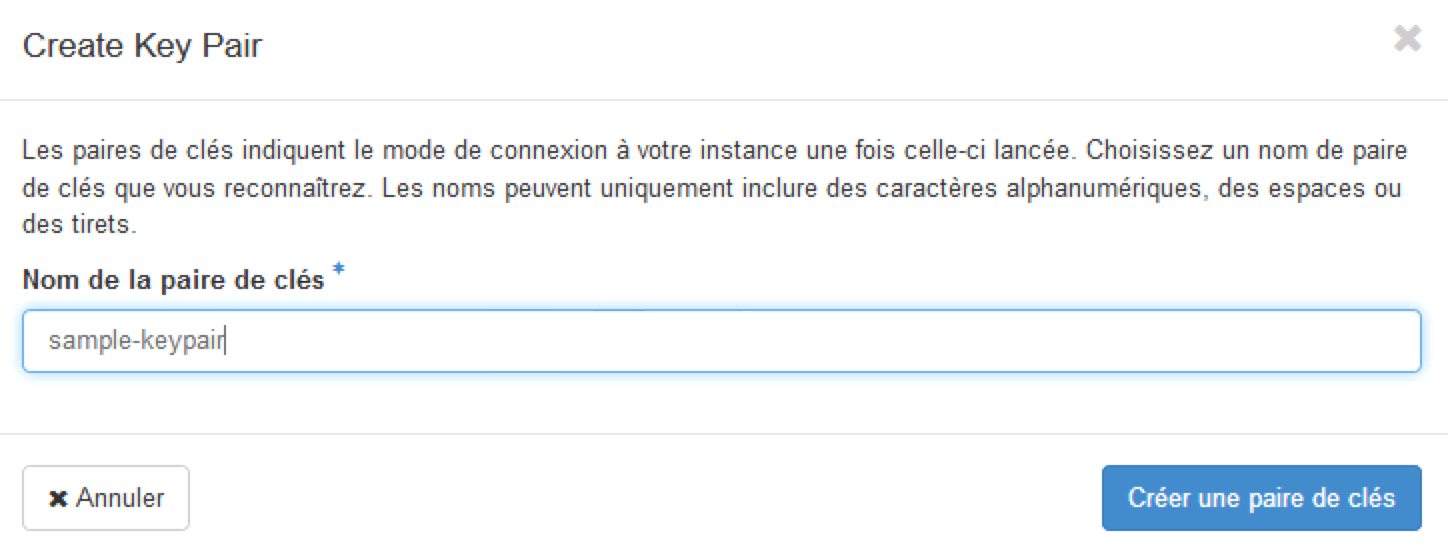 Create Key Pair
Les paires de clés indiquent le mode de connexion à votre instance une fois celle-ci lancée. Choisissez un nom de paire
de clés que vous reconnaîtrez. Les noms peuvent uniquement inclure des caractères alphanumériques, des espaces ou
des tirets.
Nom de la paire de clés *
sample-keypair
Annuler
Créer une paire de clés